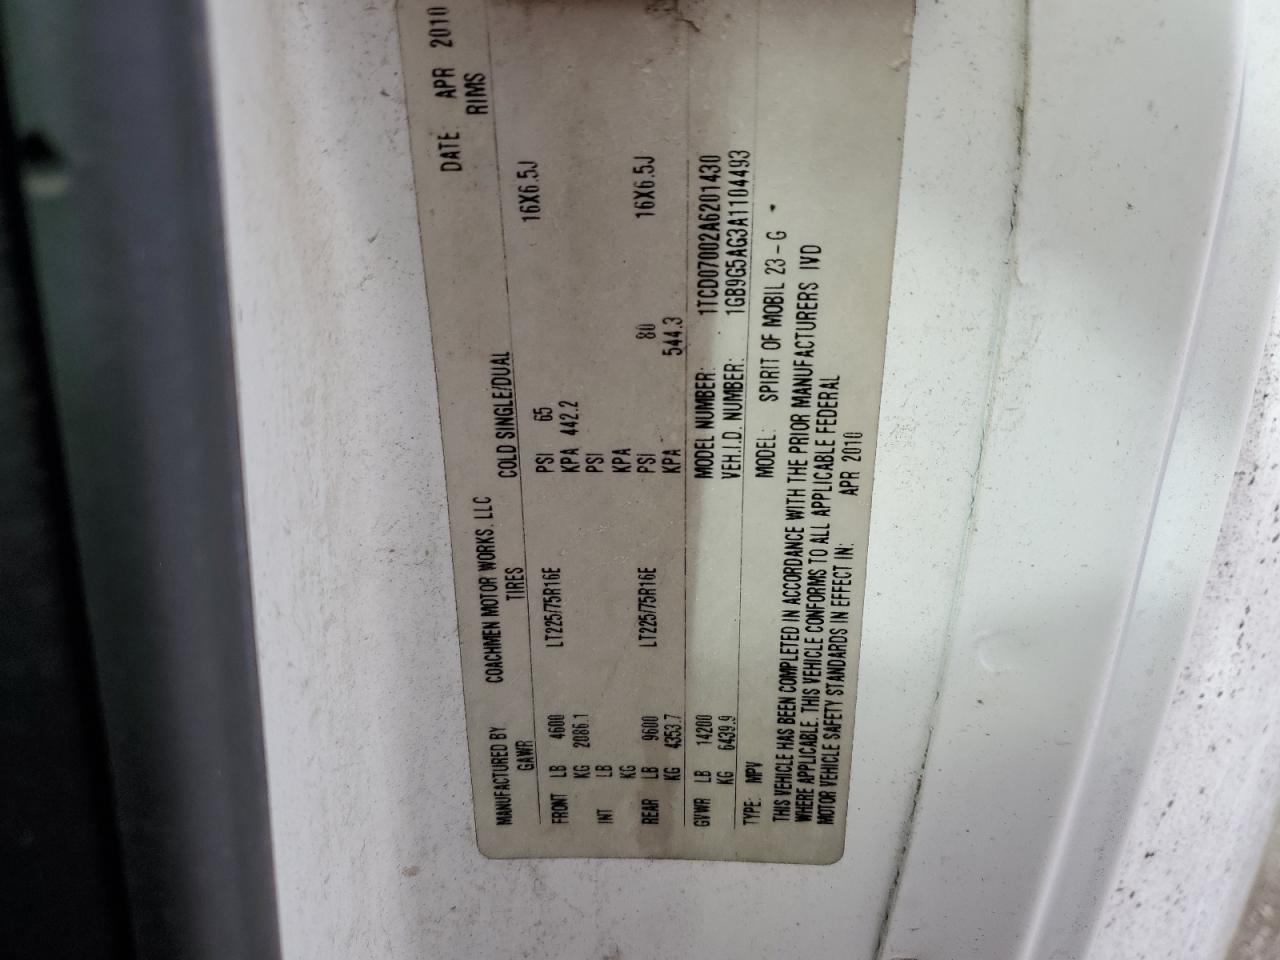 MANUFACTURED BY COACHMEN MOTOR WORKS, LLC DATE: APR 2010
GAWR TIRES COLD SINGLE/DUAL RIMS
FRONT LB 4600 LT225/75R16E PSI 65 16X6.5J
KG 2086.1 KPA 442.2
INT LB PSI
KG KPA
REAR LB 9600 LT225/75R16E PSI 80 16X6.5J
KG 4353.7 KPA 544.3
GVWR LB 14200 MODEL NUMBER: 1TCD07002A6201430
KG 6439.9 VEH.I.D. NUMBER: 1GB9G5AG3A1104493
TYPE: MPV MODEL: SPIRIT OF MOBIL 23-G
THIS VEHICLE HAS BEEN COMPLETED IN ACCORDANCE WITH THE PRIOR MANUFACTURERS IVD
WHERE APPLICABLE. THIS VEHICLE CONFORMS TO ALL APPLICABLE FEDERAL
MOTOR VEHICLE SAFETY STANDARDS IN EFFECT IN: APR 2010